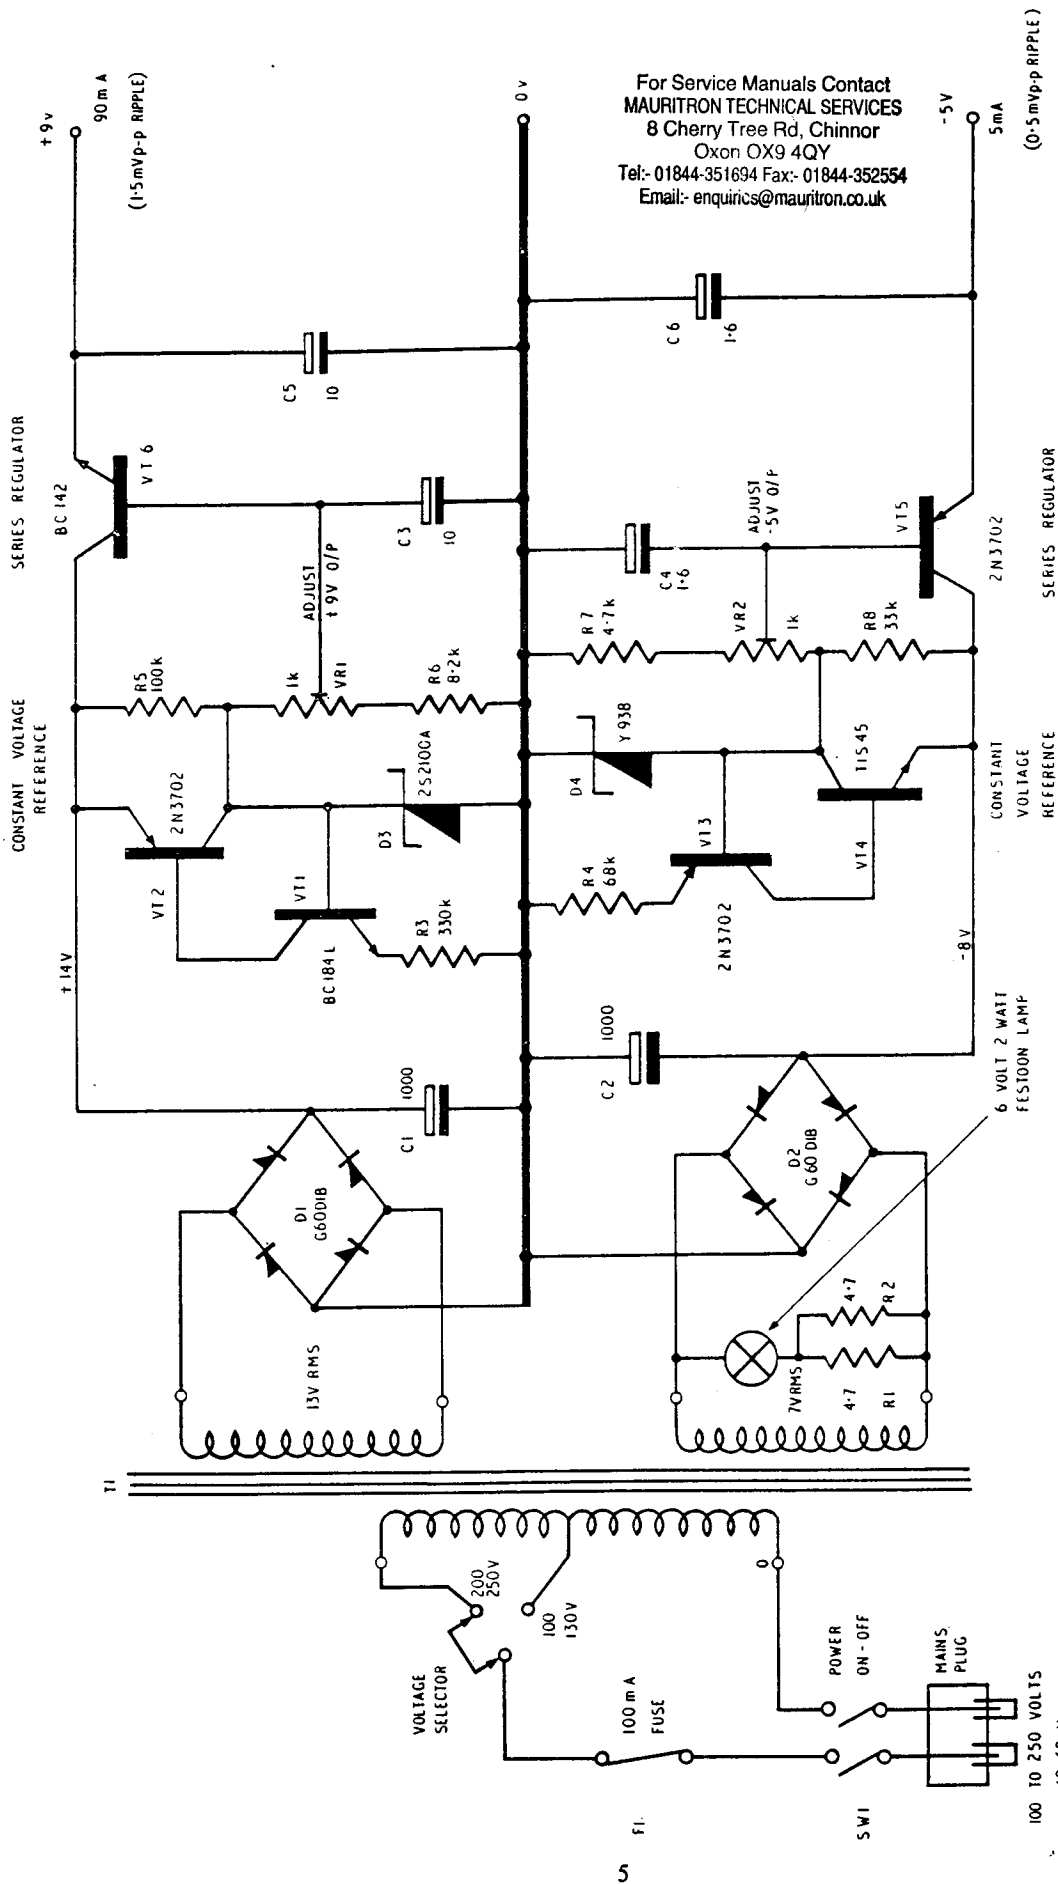 For Service Manuals Contact
MAURITRON TECHNICAL SERVICES
8 Cherry Tree Rd, Chinnor
Oxon OX9 4QY
Tel:- 01844-351694 Fax:- 01844-352554
Email:- enquirics@mauritron.co.uk
100 TO 250 VOLTS
MAINS
PLUG
SW1
POWER
ON-OFF
F1.
100mA
FUSE
VOLTAGE
SELECTOR
200
250V
100
130V
0
T1
13V RMS
D1
G60D1B
C1
1000
+14V
CONSTANT VOLTAGE
REFERENCE
VT2
2N3702
VT1
BC184L
R3
330k
D3
2S2100A
R5
100k
1k
VR1
R6
8.2k
ADJUST
+9V O/P
C3
10
SERIES REGULATOR
BC142
VT6
C5
10
+9v
90mA
(1.5mVp-p RIPPLE)
0v
7V RMS
4.7
R1
4.7
R2
6 VOLT 2 WATT
FESTOON LAMP
D2
G60D1B
C2
1000
-8V
R4
68k
VT3
2N3702
D4
Y938
VT4
TIS45
CONSTANT
VOLTAGE
REFERENCE
R7
4.7k
VR2
1k
R8
33k
ADJUST
-5V O/P
C4
1.6
VT5
2N3702
SERIES REGULATOR
C6
1.6
-5V
5mA
(0.5mVp-p RIPPLE)
5